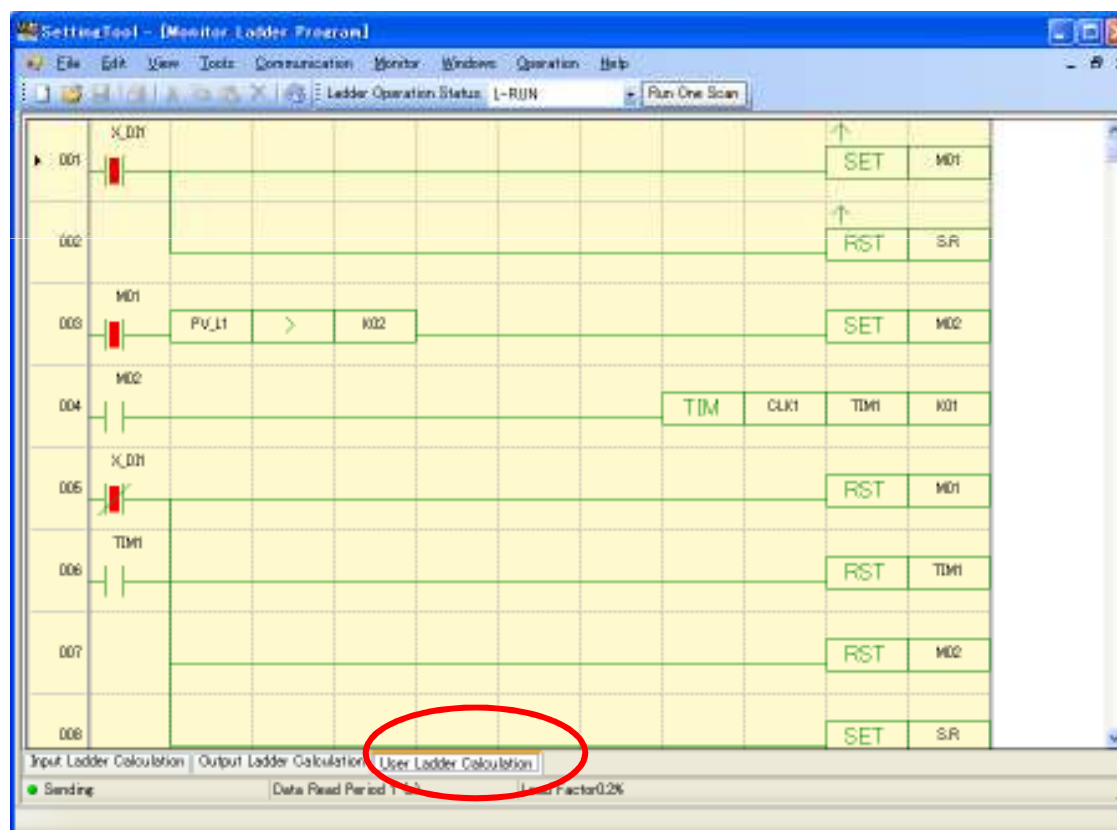 SettingTool - [Monitor Ladder Program]
File Edit View Tools Communication Monitor Windows Operation Help
Ladder Operation Status L-RUN Run One Scan
X_DI1
001 SET M01
002 RST S.R
M01
003 PV_L1 > K02 SET M02
M02
004 TIM CLK1 TIM1 K01
X_DI1
005 RST M01
TIM1
006 RST TIM1
007 RST M02
008 SET S.R
Input Ladder Calculation Output Ladder Calculation User Ladder Calculation
Sending Data Read Period 1 Load Factor0.2%